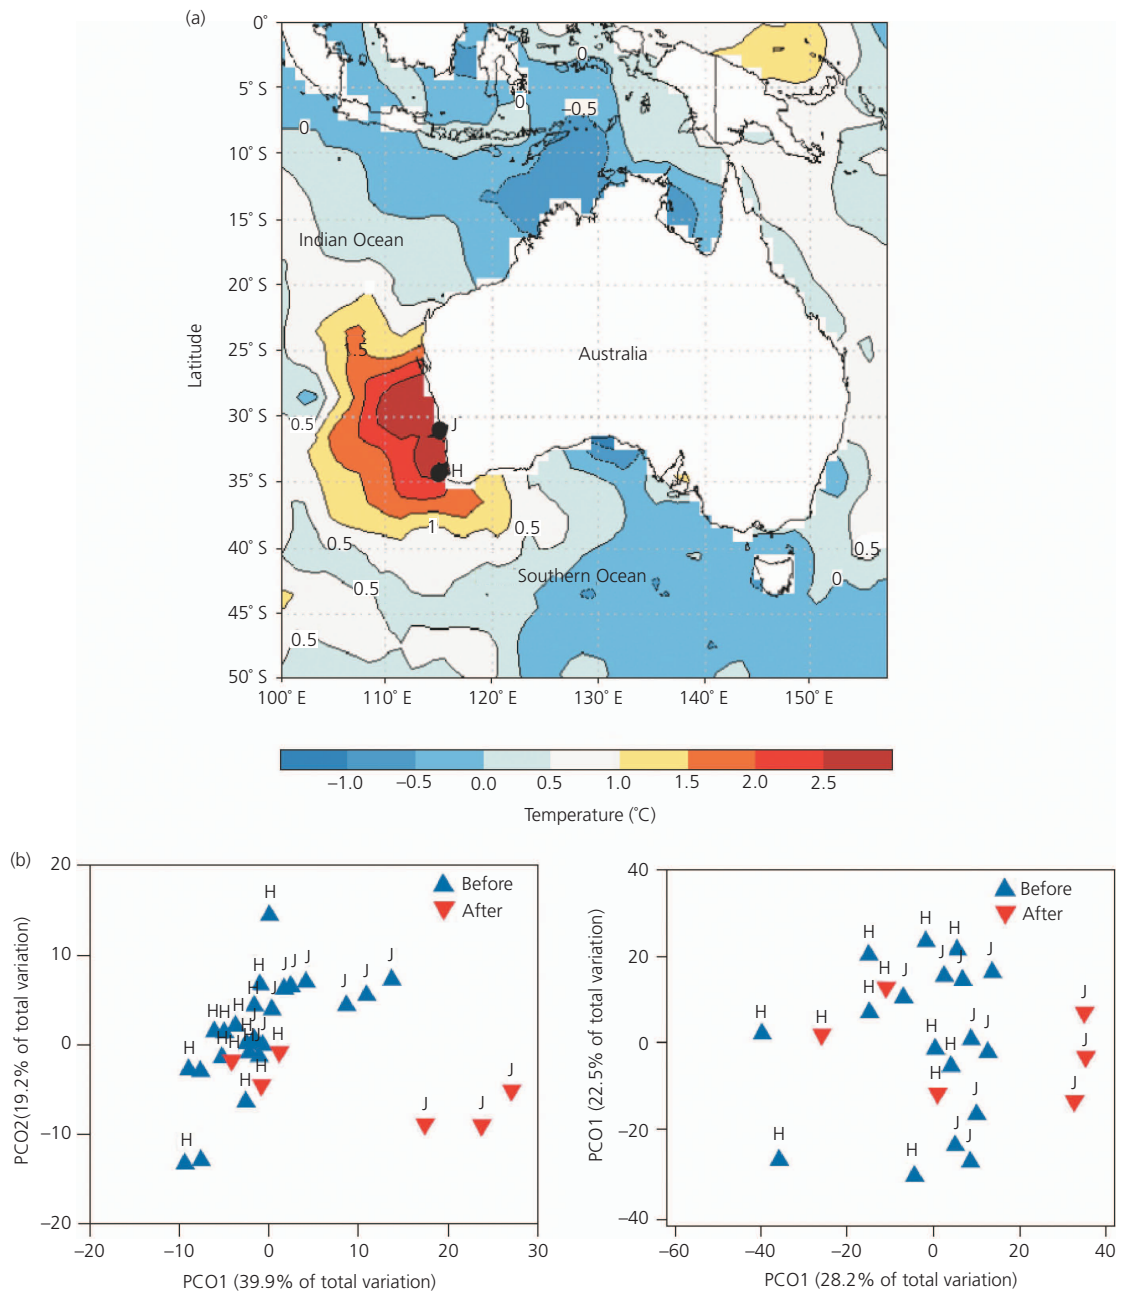 (a)
0°
5° S
10° S
15° S
20° S
25° S
30° S
35° S
40° S
45° S
50° S
Latitude
0
0
-0.5
0
Indian Ocean
1.5
Australia
J
0.5
H
1
0.5
0.5
0.5
0
Southern Ocean
0.5
0.5
100° E
110° E
120° E
130° E
140° E
150° E
-1.0
-0.5
0.0
0.5
1.0
1.5
2.0
2.5
Temperature (°C)
(b)
20
10
0
-10
-20
PCO2(19.2% of total variation)
Before
After
H
J
J
J
H
J
J
H
J
H
H
H
H
J
J
H
H
H
H
H
H
H
J
J
J
H
-20
-10
0
10
20
30
PCO1 (39.9% of total variation)
40
20
0
-20
-40
PCO1 (22.5% of total variation)
Before
After
H
H
H
J
J
J
H
J
H
J
H
H
H
J
J
J
H
H
J
J
H
J
J
H
-60
-40
-20
0
20
40
PCO1 (28.2% of total variation)